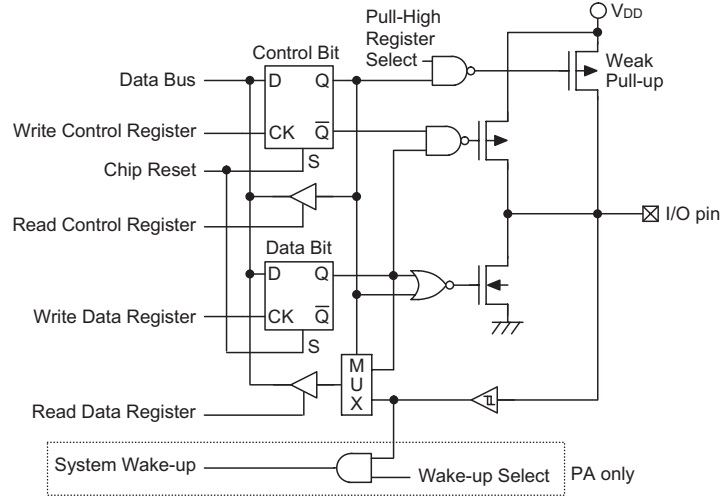 Pull-High
Register
Select
V_DD
Control Bit
Weak
Pull-up
Data Bus
D
Q
Write Control Register
CK
Q̅
Chip Reset
S
Read Control Register
I/O pin
Data Bit
D
Q
Write Data Register
CK
Q̅
S
M
U
X
Read Data Register
System Wake-up
Wake-up Select
PA only